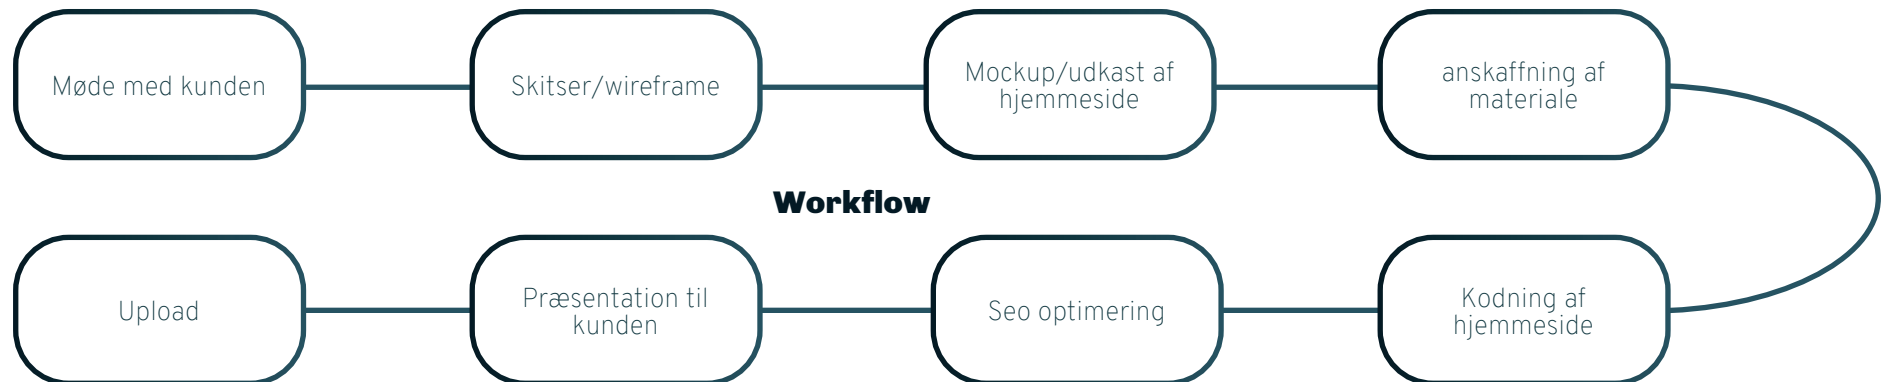 Møde med kunden
Skitser/wireframe
Mockup/udkast af
hjemmeside
anskaffning af
materiale
Workflow
Upload
Præsentation til
kunden
Seo optimering
Kodning af
hjemmeside